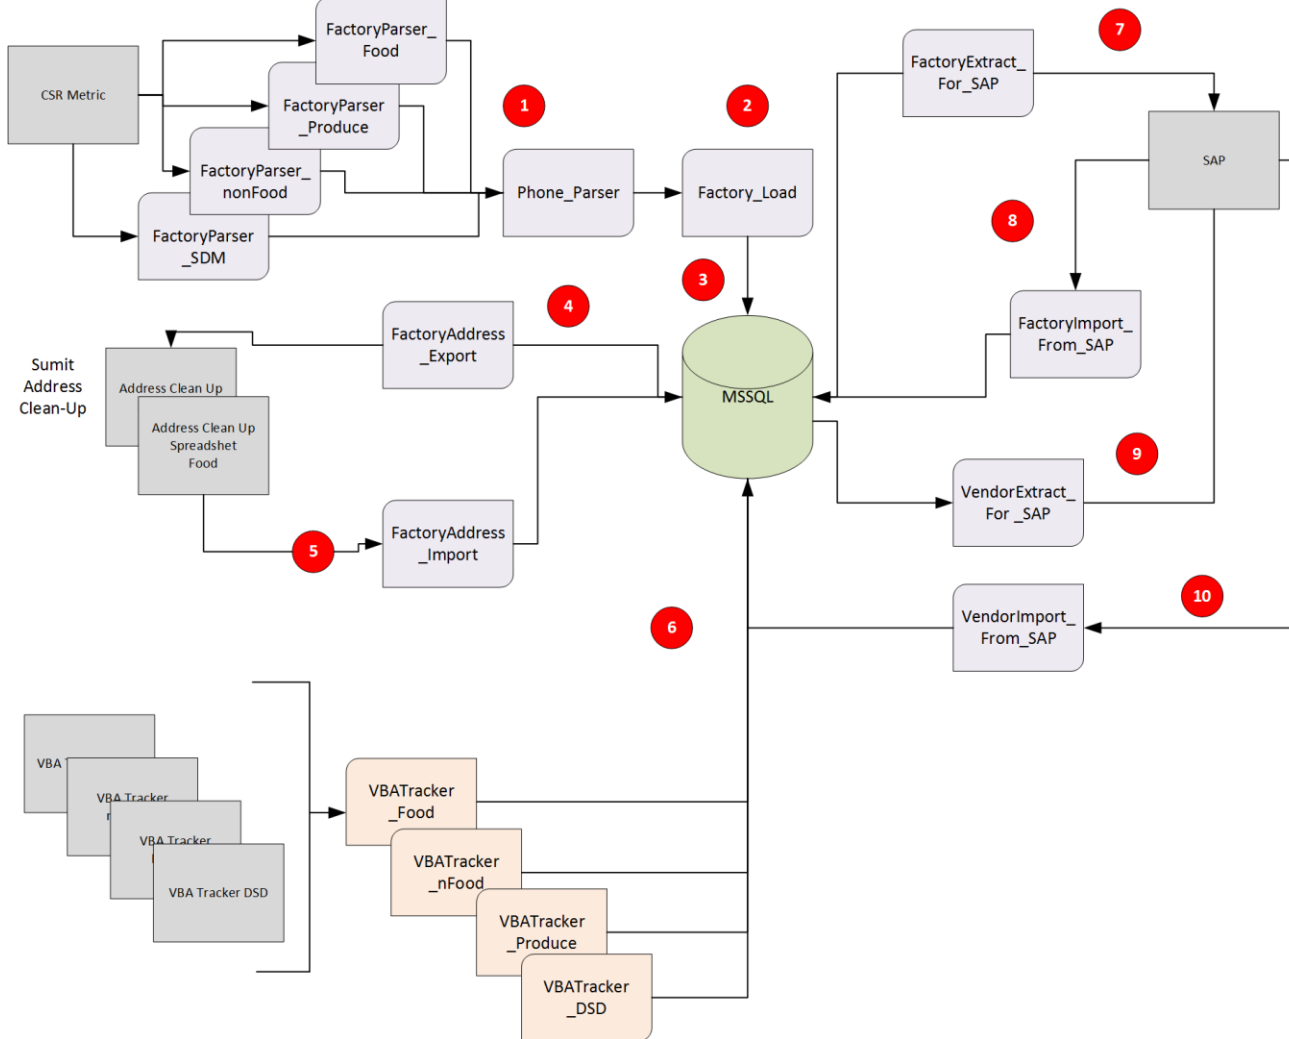 FactoryParser_
Food
7
CSR Metric
FactoryExtract_
For_SAP
FactoryParser
_Produce
1
2
FactoryParser_
nonFood
Phone_Parser
Factory_Load
SAP
8
FactoryParser
_SDM
3
4
FactoryAddress
_Export
FactoryImport_
From_SAP
Sumit
Address
Clean-Up
Address Clean Up
Address Clean Up
Spreadshet
Food
MSSQL
9
VendorExtract_
For _SAP
FactoryAddress
_Import
5
10
6
VendorImport_
From_SAP
VBA
VBA Tracker
VBA Tracker
VBA Tracker DSD
VBATracker
_Food
VBATracker
_nFood
VBATracker
_Produce
VBATracker
_DSD